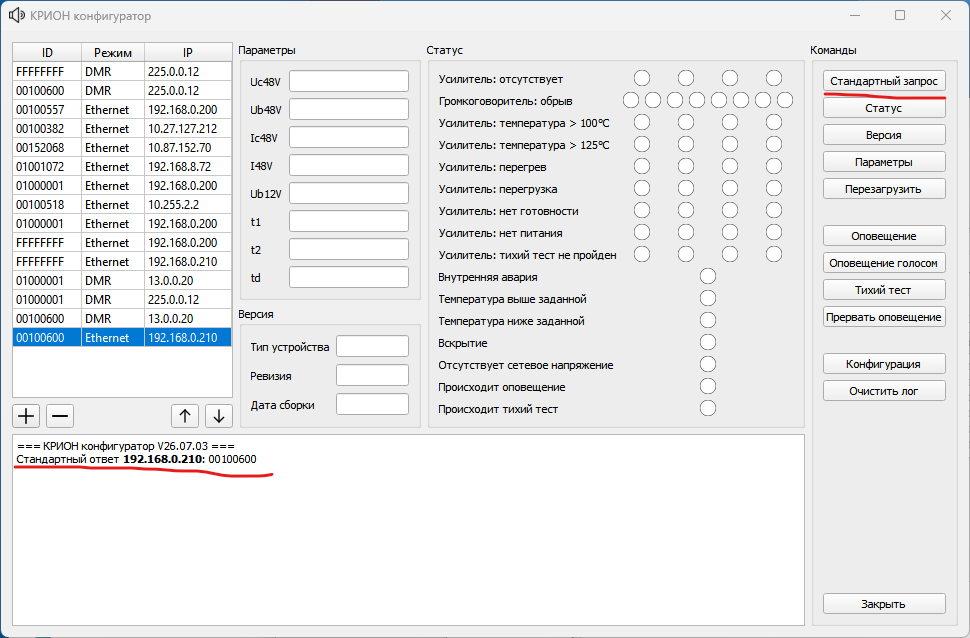 КРИОН конфигуратор
ID Режим IP
FFFFFFFF DMR 225.0.0.12
00100600 DMR 225.0.0.12
00100557 Ethernet 192.168.0.200
00100382 Ethernet 10.27.127.212
00152068 Ethernet 10.87.152.70
01001072 Ethernet 192.168.8.72
01000001 Ethernet 192.168.0.200
00100518 Ethernet 10.255.2.2
01000001 Ethernet 192.168.0.200
FFFFFFFF Ethernet 192.168.0.200
FFFFFFFF Ethernet 192.168.0.210
01000001 DMR 13.0.0.20
01000001 DMR 225.0.0.12
00100600 DMR 13.0.0.20
00100600 Ethernet 192.168.0.210
Параметры
Uc48V
Ub48V
Ic48V
I48V
Ub12V
t1
t2
td
Версия
Тип устройства
Ревизия
Дата сборки
Статус
Усилитель: отсутствует
Громкоговоритель: обрыв
Усилитель: температура > 100°C
Усилитель: температура > 125°C
Усилитель: перегрев
Усилитель: перегрузка
Усилитель: нет готовности
Усилитель: нет питания
Усилитель: тихий тест не пройден
Внутренняя авария
Температура выше заданной
Температура ниже заданной
Вскрытие
Отсутствует сетевое напряжение
Происходит оповещение
Происходит тихий тест
Команды
Стандартный запрос
Статус
Версия
Параметры
Перезагрузить
Оповещение
Оповещение голосом
Тихий тест
Прервать оповещение
Конфигурация
Очистить лог
Закрыть
=== КРИОН конфигуратор V26.07.03 ===
Стандартный ответ 192.168.0.210: 00100600